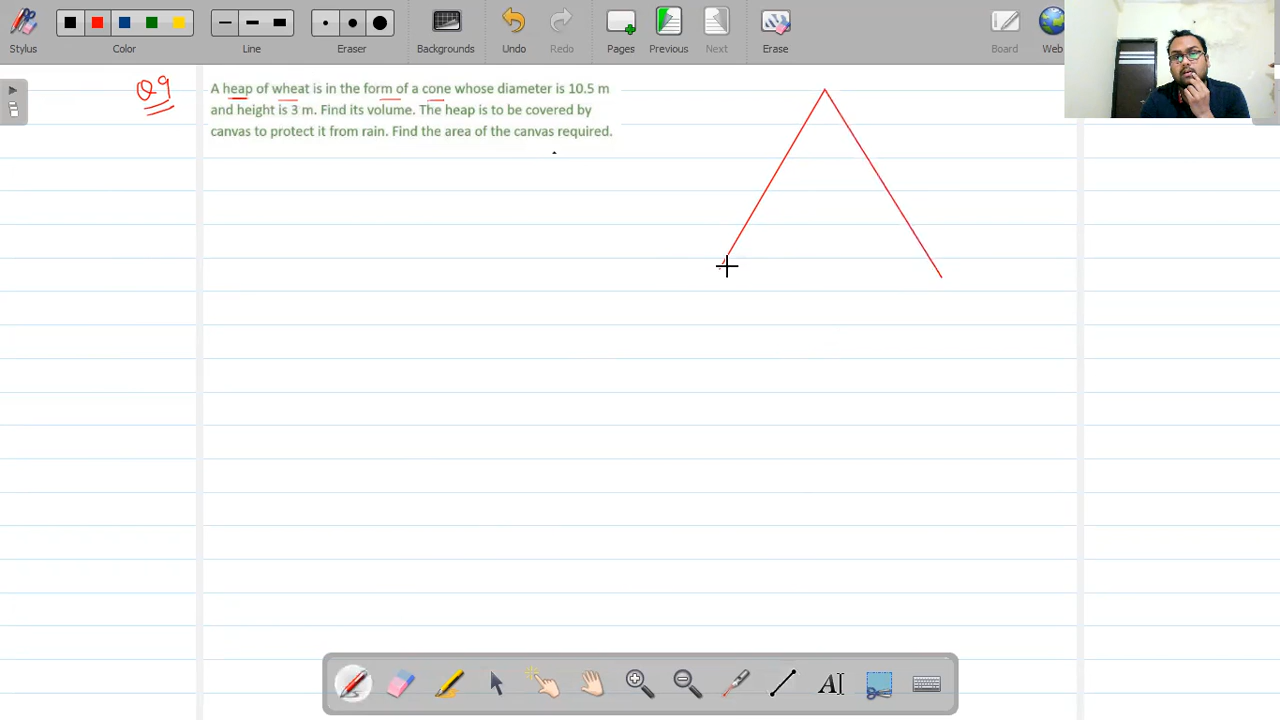 Stylus
Color
Line
Eraser
Backgrounds
Undo
Redo
Pages
Previous
Next
Erase
Board
Web
Q9
A heap of wheat is in the form of a cone whose diameter is 10.5 m
and height is 3 m. Find its volume. The heap is to be covered by
canvas to protect it from rain. Find the area of the canvas required.